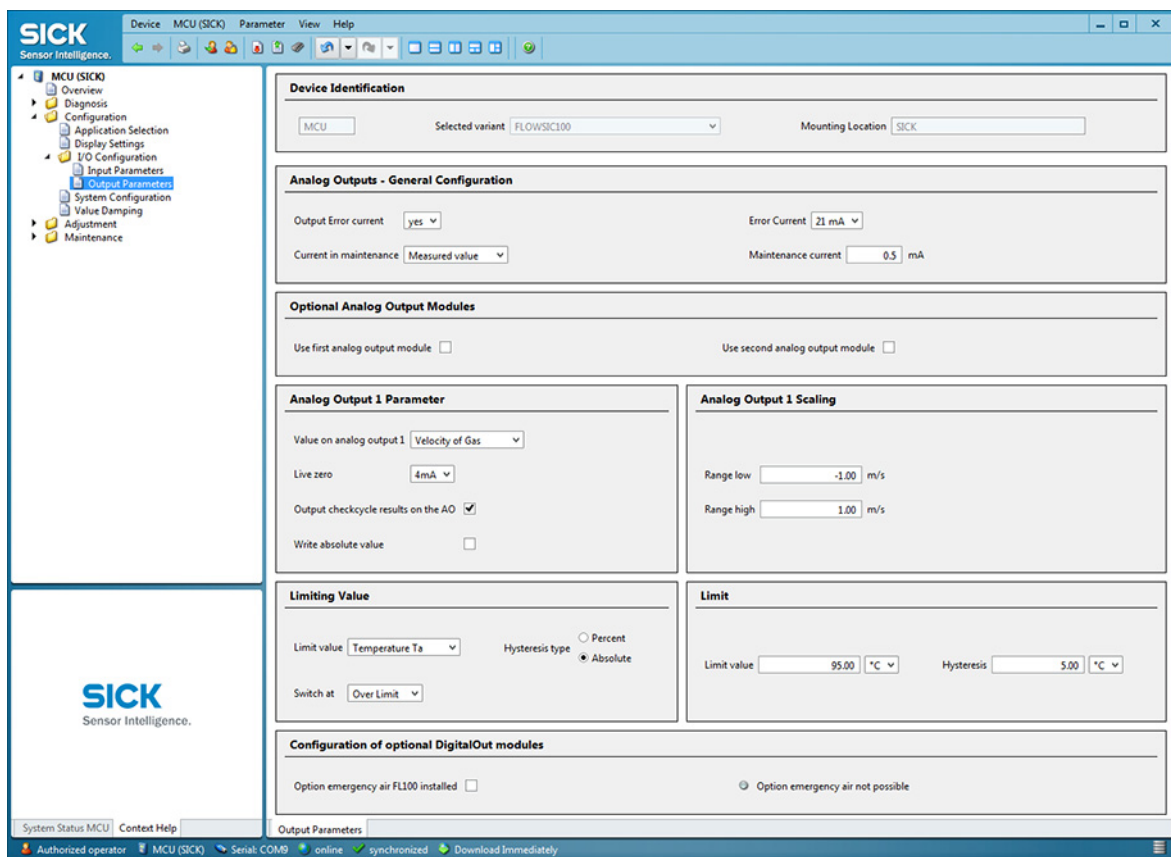 SICK
Sensor Intelligence.
Device MCU (SICK) Parameter View Help
MCU (SICK)
Overview
Diagnosis
Configuration
Application Selection
Display Settings
I/O Configuration
Input Parameters
Output Parameters
System Configuration
Value Damping
Adjustment
Maintenance
SICK
Sensor Intelligence.
System Status MCU Context Help
Device Identification
MCU Selected variant FLOWSIC100 Mounting Location SICK
Analog Outputs - General Configuration
Output Error current yes Error Current 21 mA
Current in maintenance Measured value Maintenance current 0.5 mA
Optional Analog Output Modules
Use first analog output module Use second analog output module
Analog Output 1 Parameter
Value on analog output 1 Velocity of Gas
Live zero 4mA
Output checkcycle results on the AO
Write absolute value
Analog Output 1 Scaling
Range low -1.00 m/s
Range high 1.00 m/s
Limiting Value
Limit value Temperature Ta Hysteresis type Percent
Absolute
Switch at Over Limit
Limit
Limit value 95.00 °C Hysteresis 5.00 °C
Configuration of optional DigitalOut modules
Option emergency air FL100 installed Option emergency air not possible
Output Parameters
Authorized operator MCU (SICK) Serial: COM9 online synchronized Download Immediately